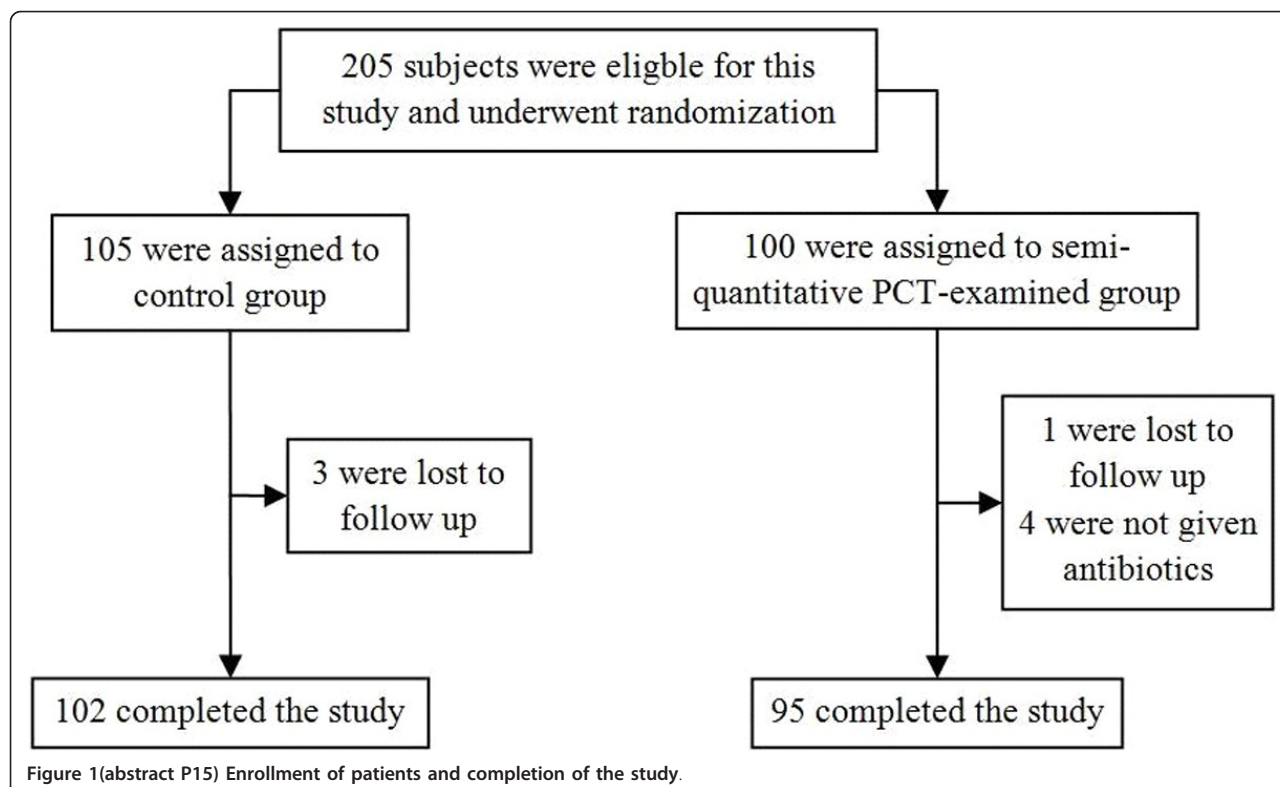 205 subjects were eligble for this
study and underwent randomization
105 were assigned to
control group
100 were assigned to semi-
quantitative PCT-examined group
3 were lost to
follow up
1 were lost to
follow up
4 were not given
antibiotics
102 completed the study
95 completed the study
Figure 1(abstract P15) Enrollment of patients and completion of the study.